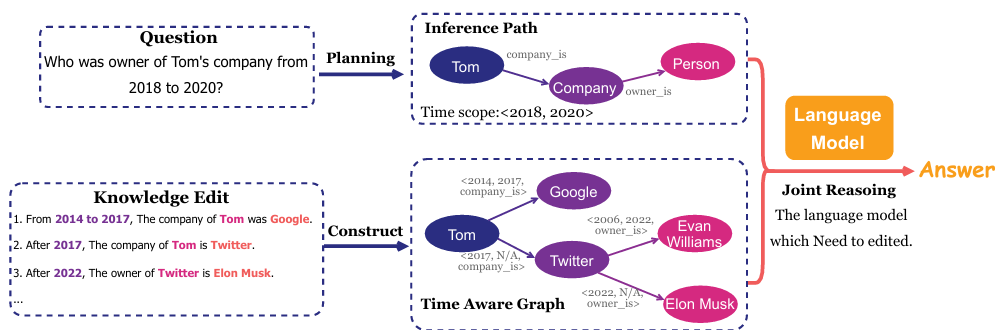 Question
Who was owner of Tom's company from
2018 to 2020?
Planning
Inference Path
Tom
company_is
Company
owner_is
Person
Time scope:<2018, 2020>
Knowledge Edit
1. From 2014 to 2017, The company of Tom was Google.
2. After 2017, The company of Tom is Twitter.
3. After 2022, The owner of Twitter is Elon Musk.
...
Construct
<2014, 2017,
company_is>
Google
Tom
<2017, N/A,
company_is>
Twitter
<2006, 2022,
owner_is>
Evan
Williams
<2022, N/A,
owner_is>
Elon Musk
Time Aware Graph
Language
Model
Joint Reasoing
The language model
which Need to edited.
Answer